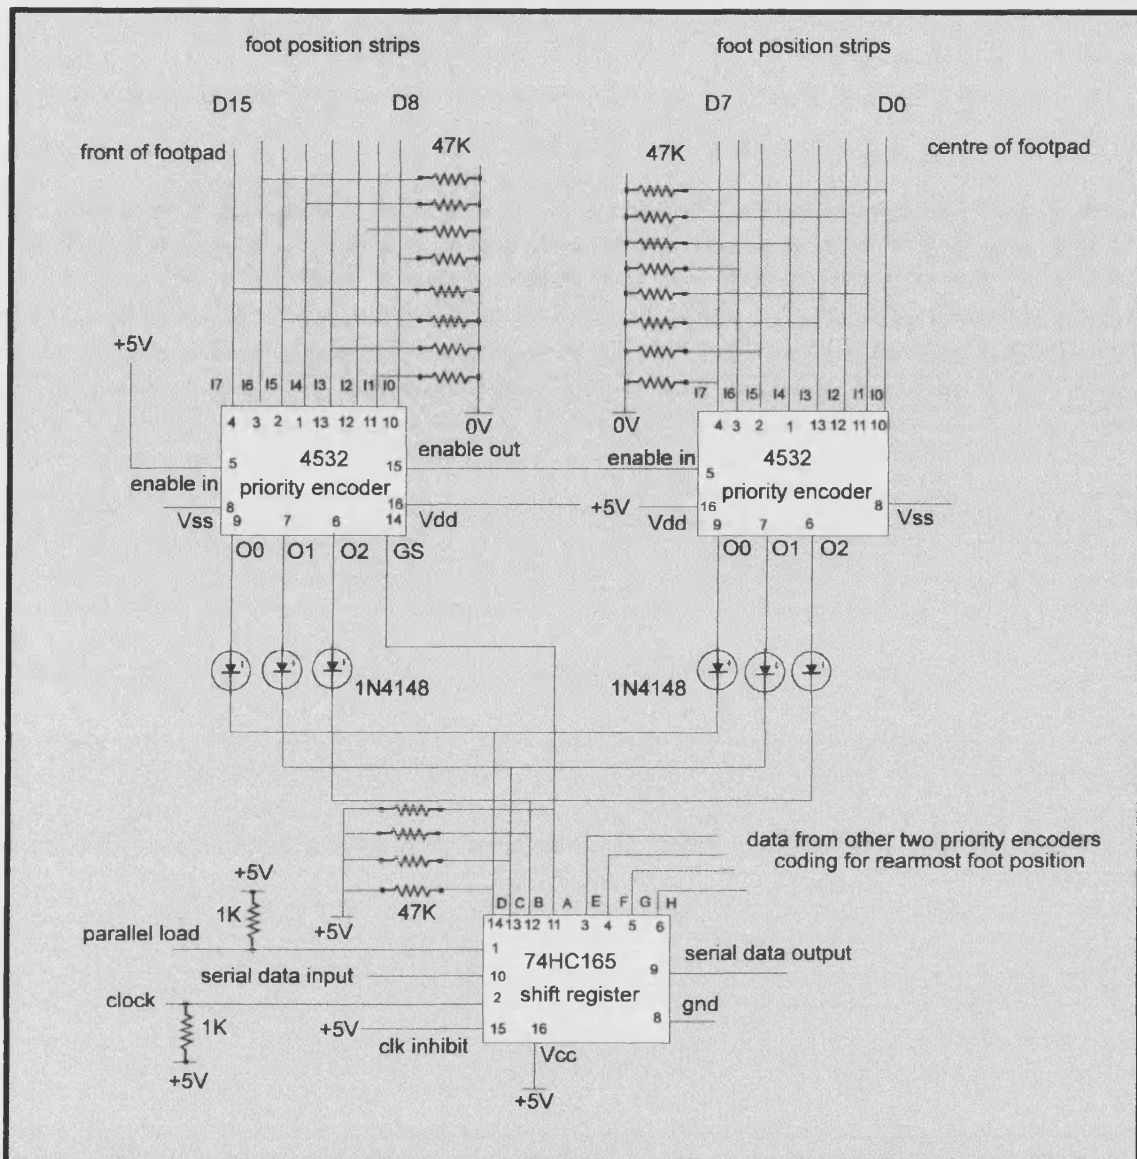 foot position strips
foot position strips
D15
D8
D7
D0
front of footpad
47K
47K
centre of footpad
+5V
I7 I6 I5 I4 I3 I2 I1 I0
4 3 2 1 13 12 11 10
0V
0V
I7 I6 I5 I4 I3 I2 I1 I0
4 3 2 1 13 12 11 10
enable out
5
4532
15
enable in
priority encoder
enable in
5
4532
priority encoder
8
16
Vss
Vdd
9 7 6 14
+5V
16
8
Vdd
Vss
9 7 6
O0 O1 O2 GS
O0 O1 O2
1N4148
1N4148
data from other two priority encoders
coding for rearmost foot position
+5V
1K
47K
+5V
D C B A E F G H
14 13 12 11 3 4 5 6
parallel load
1
74HC165
9
serial data output
serial data input
10
clock
2
shift register
gnd
8
1K
+5V
15
16
clk inhibit
Vcc
+5V
+5V